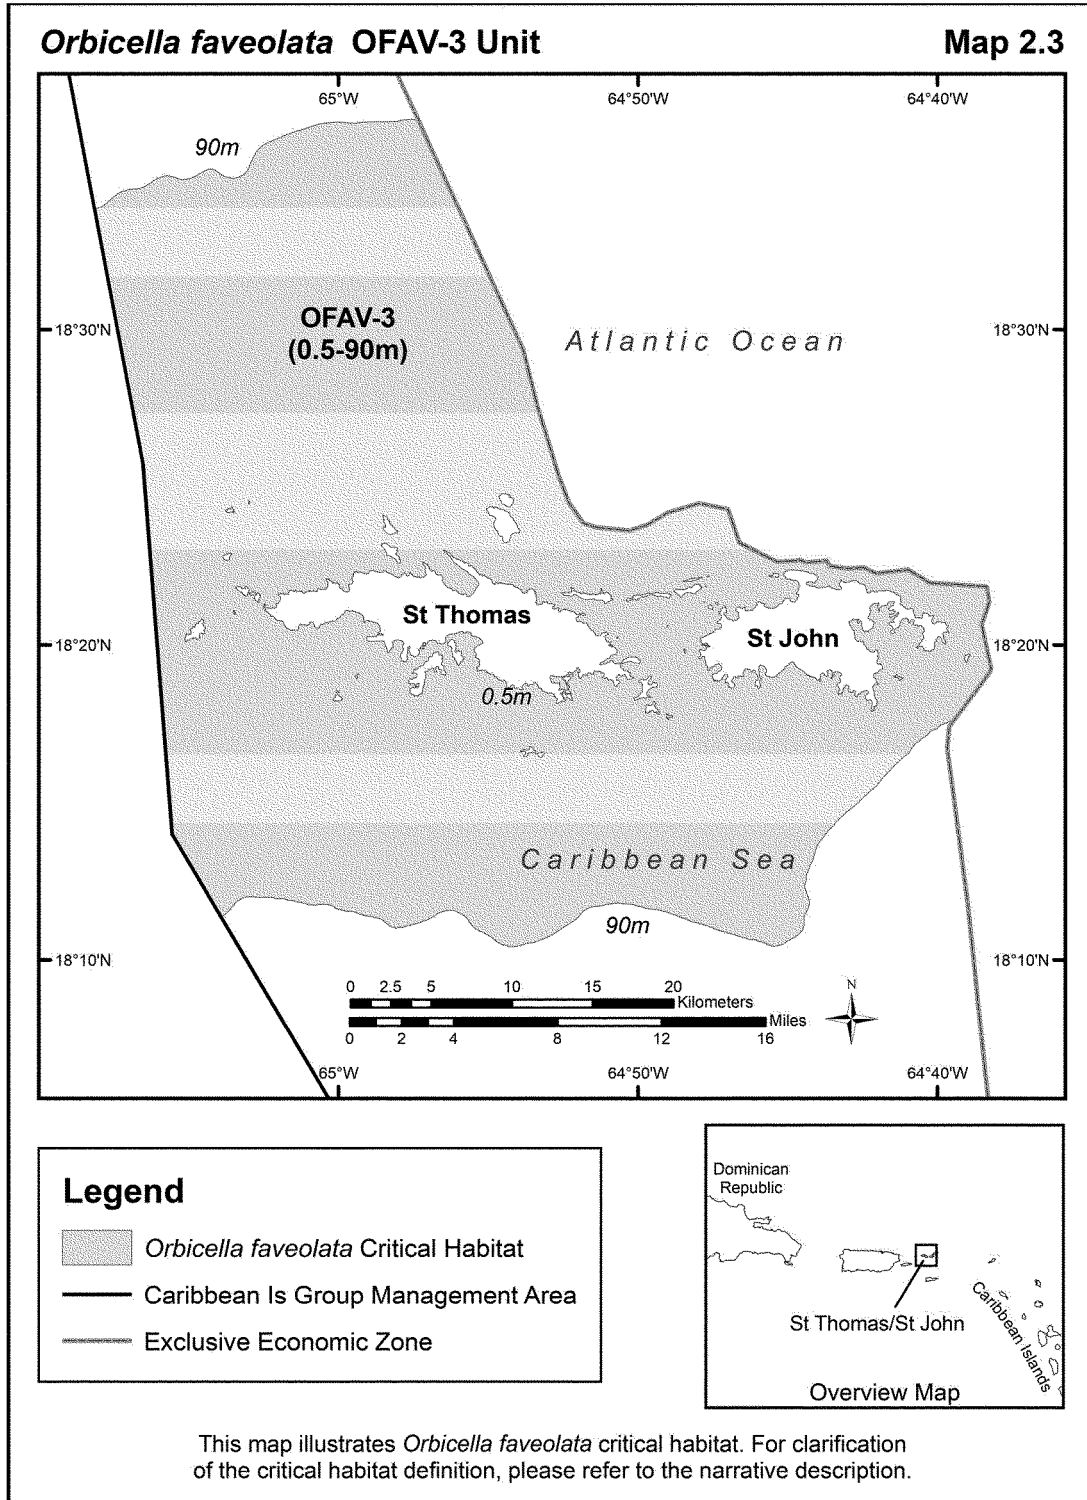 Orbicella faveolata OFAV-3 Unit
Map 2.3
65°W
64°50'W
64°40'W
90m
OFAV-3
(0.5-90m)
18°30'N
Atlantic Ocean
18°30'N
St Thomas
St John
18°20'N
18°20'N
0.5m
Caribbean Sea
90m
18°10'N
18°10'N
0 2.5 5 10 15 20
Kilometers
Miles
0 2 4 8 12 16
N
65°W
64°50'W
64°40'W
Legend
Orbicella faveolata Critical Habitat
Caribbean Is Group Management Area
Exclusive Economic Zone
Dominican
Republic
St Thomas/St John
Caribbean Islands
Overview Map
This map illustrates Orbicella faveolata critical habitat. For clarification
of the critical habitat definition, please refer to the narrative description.